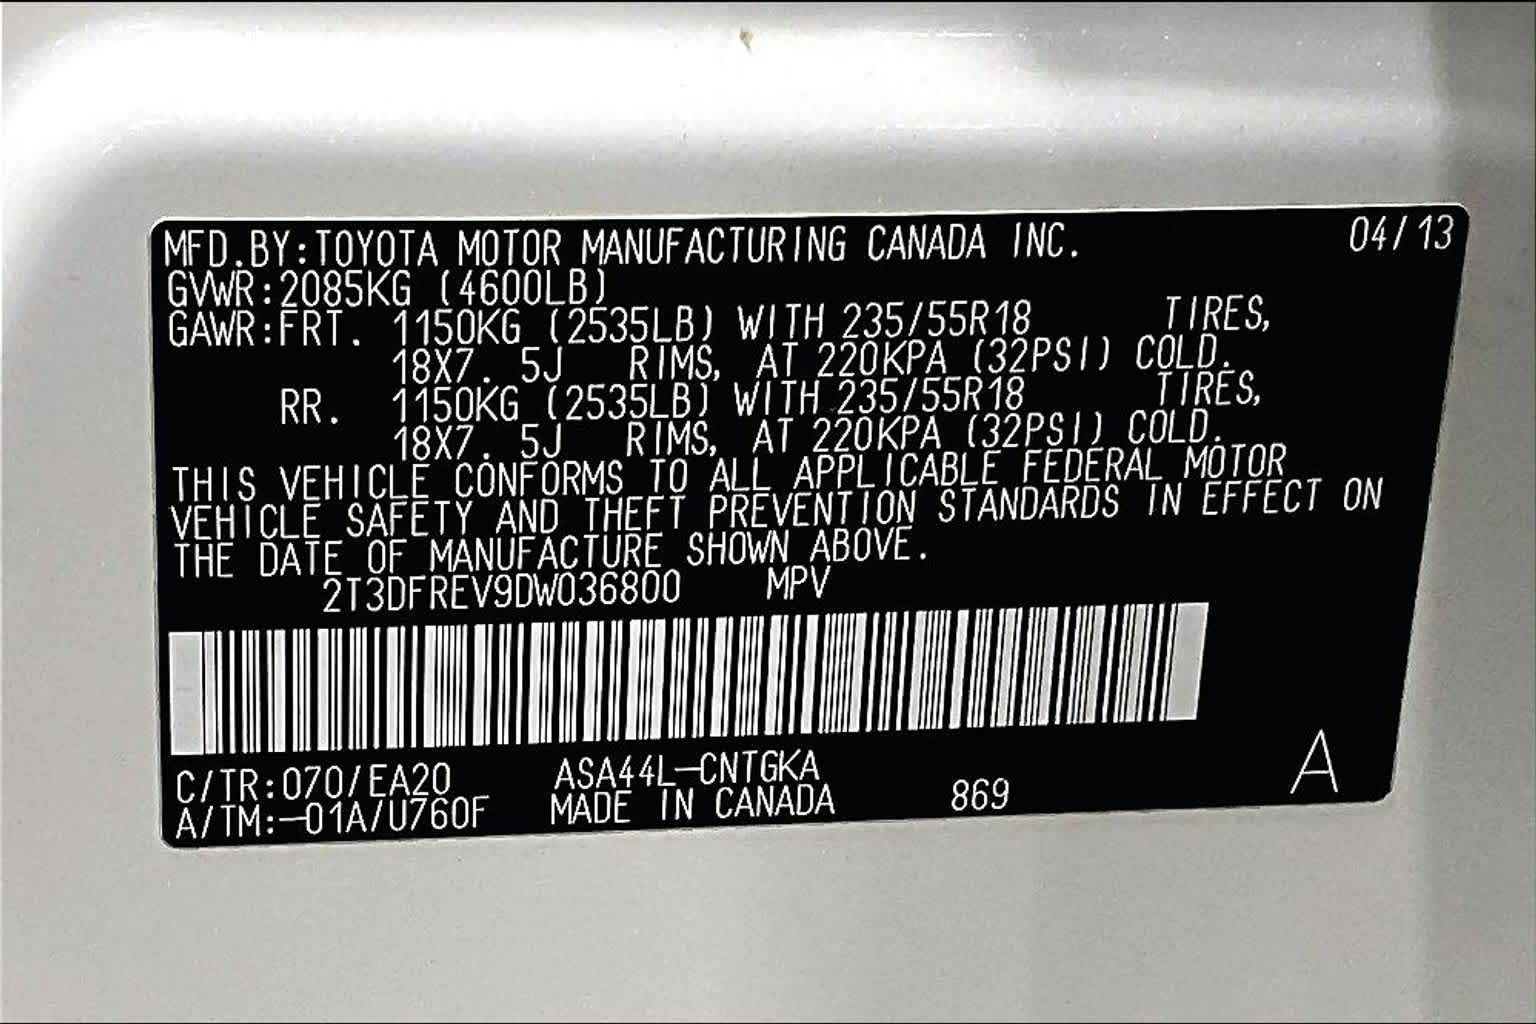 MFD.BY:TOYOTA MOTOR MANUFACTURING CANADA INC. 04/13
GVWR:2085KG (4600LB)
GAWR:FRT. 1150KG (2535LB) WITH 235/55R18 TIRES,
18X7. 5J RIMS, AT 220KPA (32PSI) COLD.
RR. 1150KG (2535LB) WITH 235/55R18 TIRES,
18X7. 5J RIMS, AT 220KPA (32PSI) COLD.
THIS VEHICLE CONFORMS TO ALL APPLICABLE FEDERAL MOTOR
VEHICLE SAFETY AND THEFT PREVENTION STANDARDS IN EFFECT ON
THE DATE OF MANUFACTURE SHOWN ABOVE.
2T3DFREV9DW036800 MPV
C/TR:070/EA20 ASA44L-CNTGKA
A/TM:-01A/U760F MADE IN CANADA 869 A